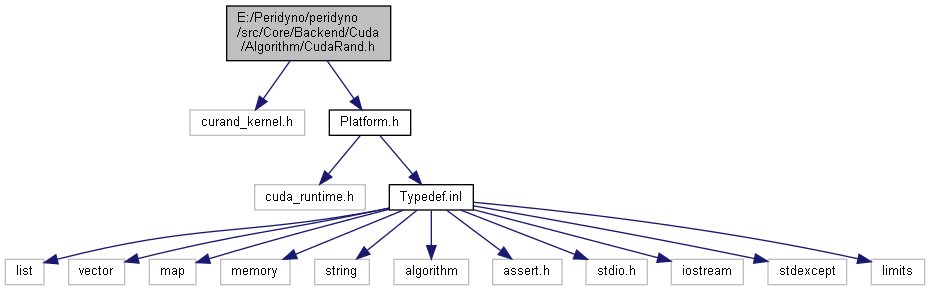 E:/Peridyno/peridyno
/src/Core/Backend/Cuda
/Algorithm/CudaRand.h
curand_kernel.h
Platform.h
cuda_runtime.h
Typedef.inl
list
vector
map
memory
string
algorithm
assert.h
stdio.h
iostream
stdexcept
limits